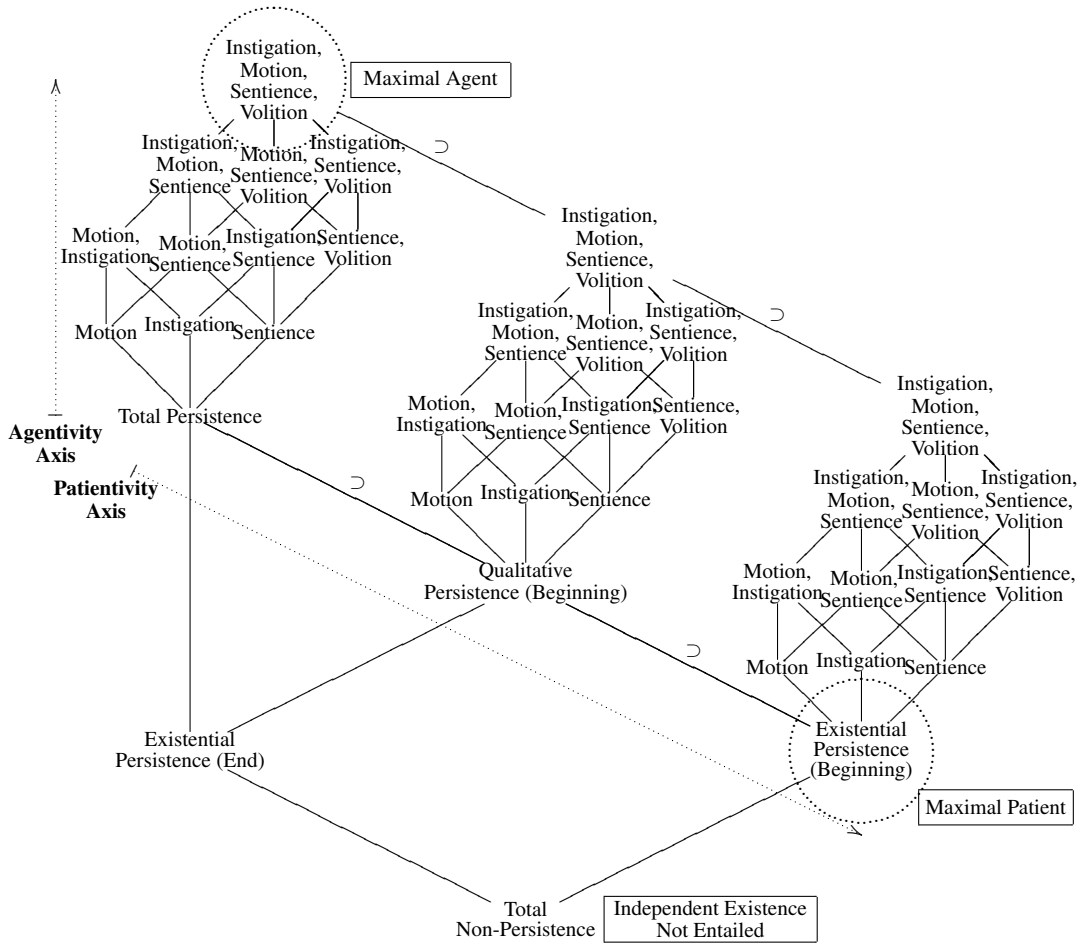 Instigation,
Motion,
Sentience,
Volition
Maximal Agent
Instigation,
Motion,
Sentience
Motion,
Sentience,
Volition
Instigation,
Sentience,
Volition
Motion,
Instigation
Motion,
Sentience
Instigation,
Sentience
Sentience,
Volition
Motion
Instigation
Sentience
Total Persistence
⊃
Instigation,
Motion,
Sentience,
Volition
Instigation,
Motion,
Sentience
Motion,
Sentience,
Volition
Instigation,
Sentience,
Volition
Motion,
Instigation
Motion,
Sentience
Instigation,
Sentience
Sentience,
Volition
Motion
Instigation
Sentience
Qualitative
Persistence (Beginning)
⊃
Instigation,
Motion,
Sentience,
Volition
Instigation,
Motion,
Sentience
Motion,
Sentience,
Volition
Instigation,
Sentience,
Volition
Motion,
Instigation
Motion,
Sentience
Instigation,
Sentience
Sentience,
Volition
Motion
Instigation
Sentience
Existential
Persistence
(Beginning)
Maximal Patient
Agentivity
Axis
Patientivity
Axis
⊃
⊃
Existential
Persistence (End)
Total
Non-Persistence
Independent Existence
Not Entailed